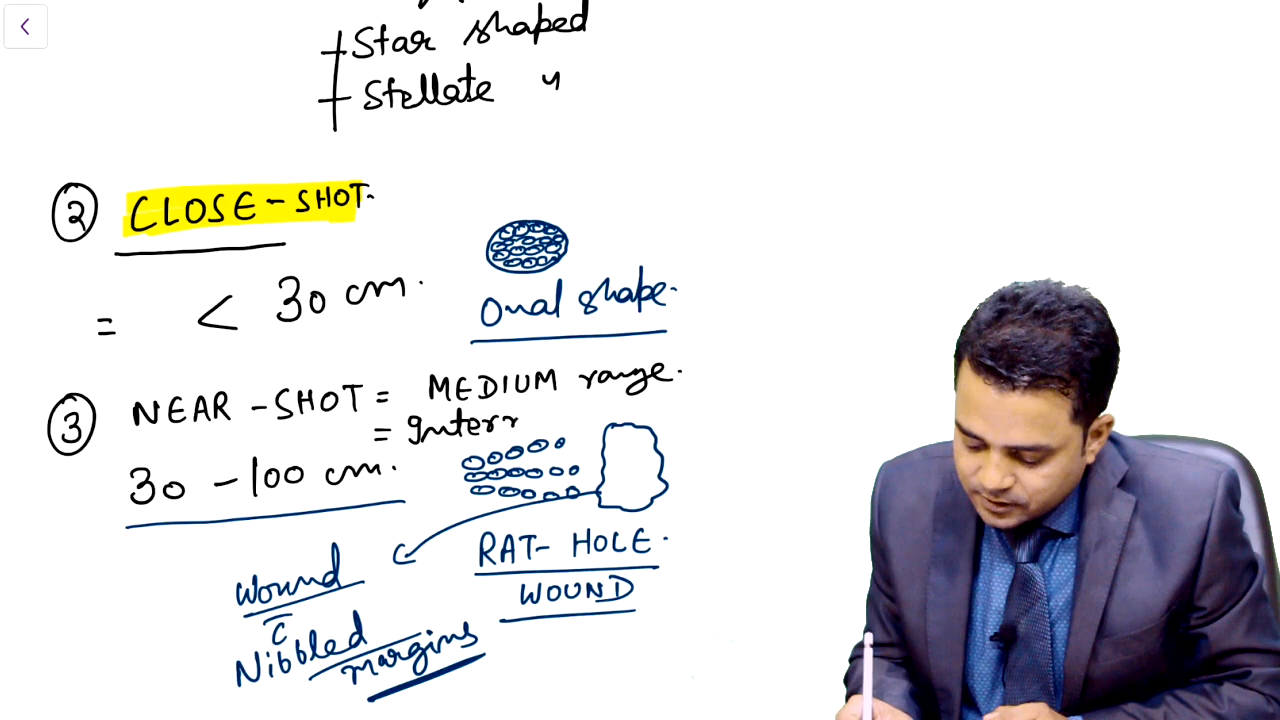 Star shaped
Stellate "
② CLOSE-SHOT.
= < 30 cm.
Oval shape.
③ NEAR-SHOT = MEDIUM range.
= Interr
30 - 100 cm.
RAT-HOLE.
WOUND
wound
c̄
Nibbled
margins